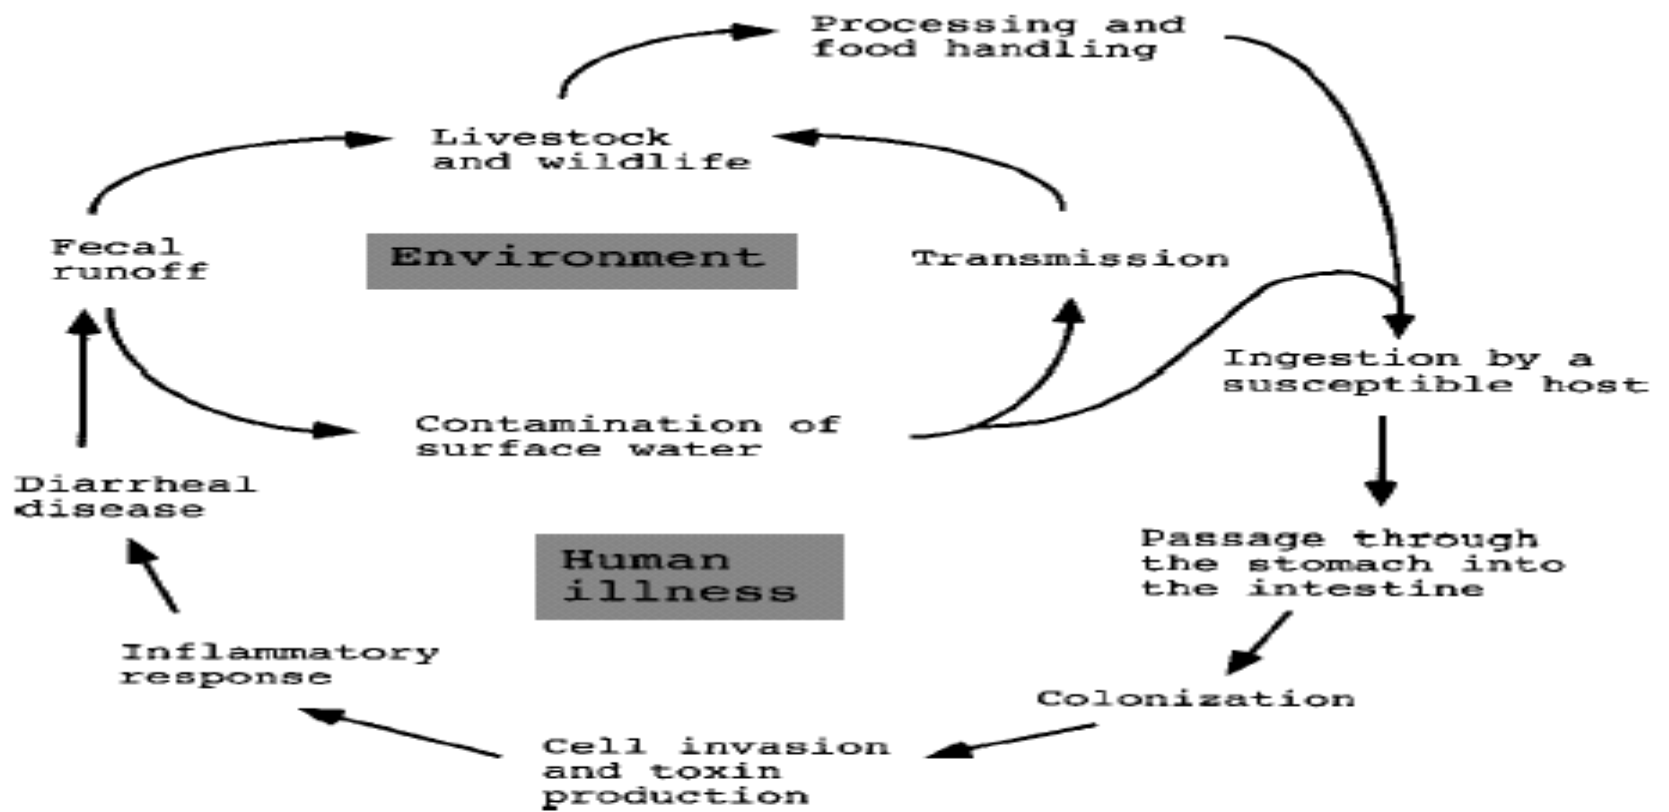 Processing and
food handling
Livestock
and wildlife
Fecal
runoff
Environment
Transmission
Ingestion by a
susceptible host
Contamination of
surface water
Diarrheal
disease
Human
illness
Passage through
the stomach into
the intestine
Inflammatory
response
Colonization
Cell invasion
and toxin
production